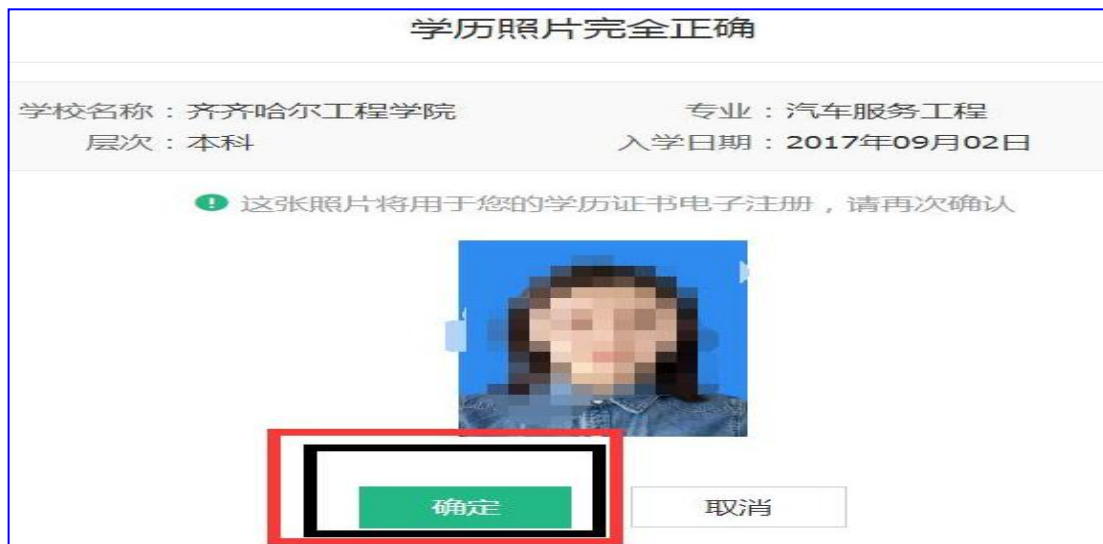 学历照片完全正确
学校名称：齐齐哈尔工程学院 专业：汽车服务工程
层次：本科 入学日期：2017年09月02日
这张照片将用于您的学历证书电子注册，请再次确认
确定 取消